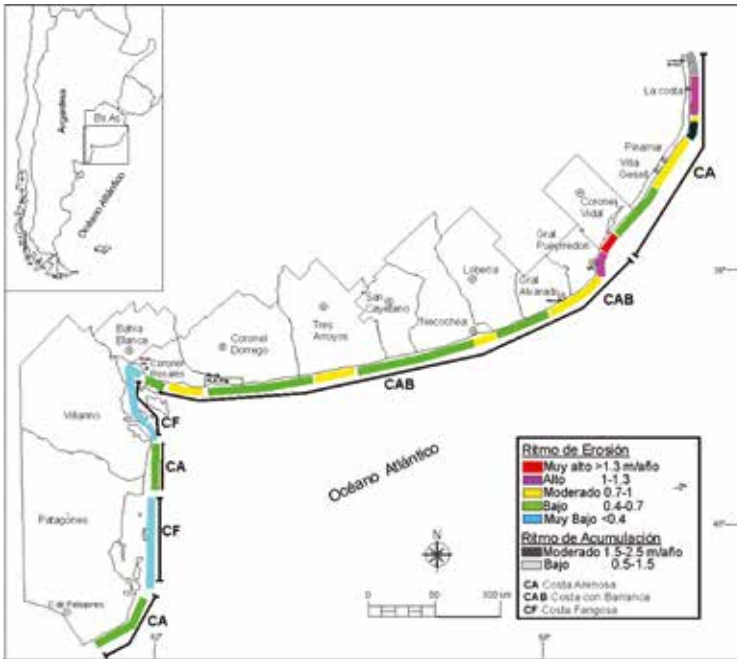 Argentina
Bs.As
Océano Atlántico
La costa
Pinamar
Villa
Gesell
CA
Coronel
Vidal
Gral
Pueyrredon
Lobería
Gral
Alvarado
38º
San
Cayetano
Necochea
CAB
Tres
Arroyos
Coronel
Dorrego
Bahía
Blanca
Coronel
Rosales
CAB
Villarino
CF
CA
Océano Atlántico
Patagónes
CF
CA
N
0 50 100 km
Ritmo de Erosión
Muy alto >1.3 m/año
Alto 1-1.3
Moderado 0.7-1
Bajo 0.4-0.7
Muy Bajo <0.4
Ritmo de Acumulación
Moderado 1.5-2.5 m/año
Bajo 0.5-1.5
CA Costa Arenosa
CAB Costa con Barranca
CF Costa Fangosa